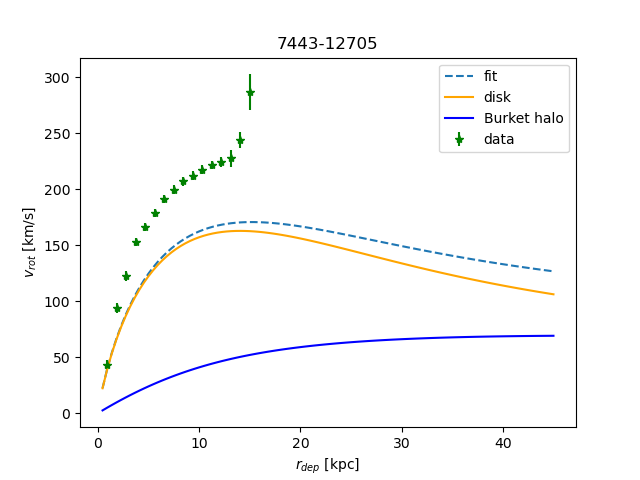 7443-12705
300
250
200
150
100
50
0
v_rot [km/s]
fit
disk
Burket halo
data
0 10 20 30 40
r_dep [kpc]